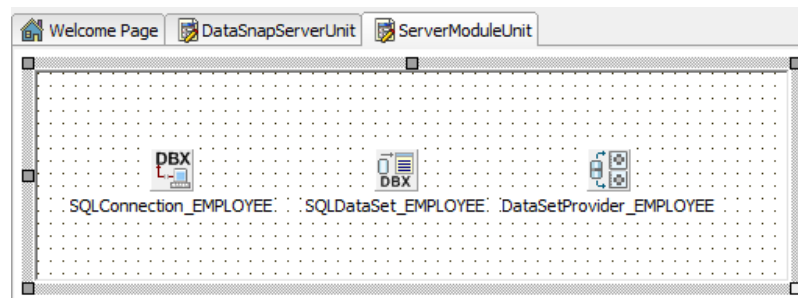 Welcome Page DataSnapServerUnit ServerModuleUnit
DBX DBX
SQLConnection_EMPLOYEE SQLDataSet_EMPLOYEE DataSetProvider_EMPLOYEE